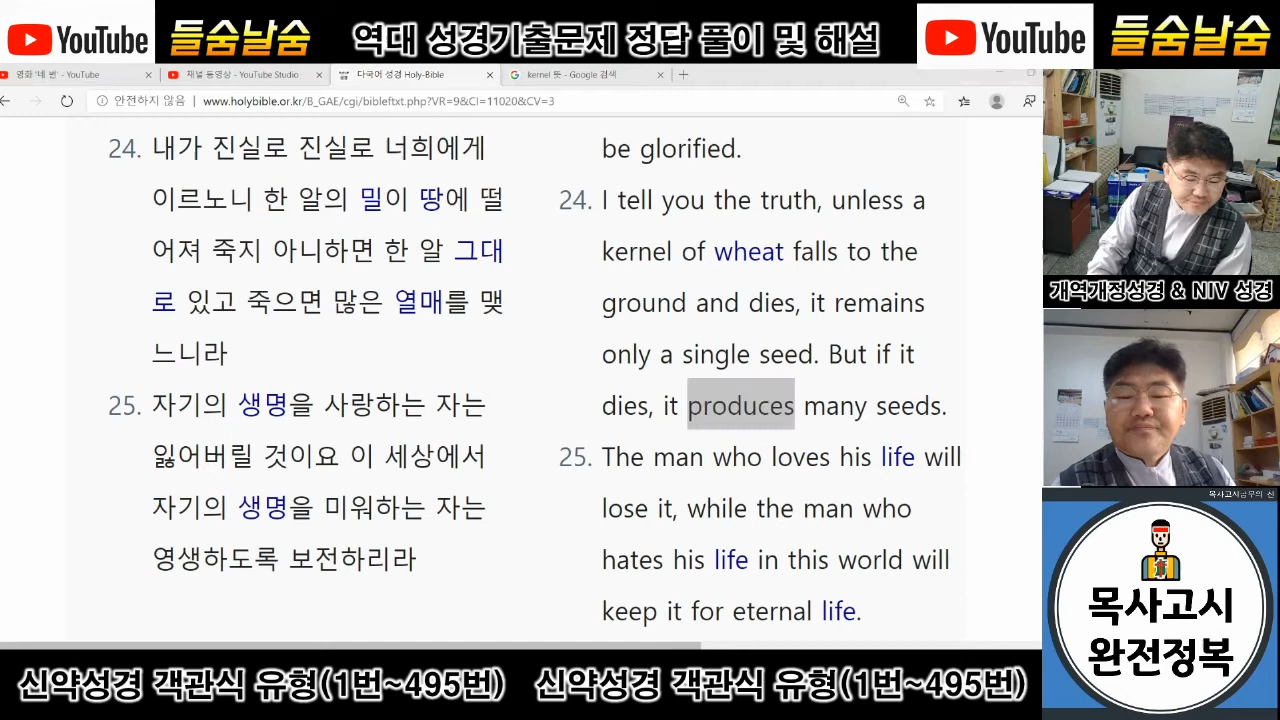 YouTube 들숨날숨 역대 성경기출문제 정답 풀이 및 해설 YouTube 들숨날숨
영화 '네 번' - YouTube × 채널 동영상 - YouTube Studio × 다국어 성경 Holy-Bible × kernel 뜻 - Google 검색 × +
안전하지 않음 | www.holybible.or.kr/B_GAE/cgi/bibleftxt.php?VR=9&CI=11020&CV=3
24. 내가 진실로 진실로 너희에게
이르노니 한 알의 밀이 땅에 떨
어져 죽지 아니하면 한 알 그대
로 있고 죽으면 많은 열매를 맺
느니라
25. 자기의 생명을 사랑하는 자는
잃어버릴 것이요 이 세상에서
자기의 생명을 미워하는 자는
영생하도록 보전하리라
be glorified.
24. I tell you the truth, unless a
kernel of wheat falls to the
ground and dies, it remains
only a single seed. But if it
dies, it produces many seeds.
25. The man who loves his life will
lose it, while the man who
hates his life in this world will
keep it for eternal life.
개역개정성경 & NIV 성경
목사고시공부의 신
목사고시
완전정복
신약성경 객관식 유형(1번~495번) 신약성경 객관식 유형(1번~495번)